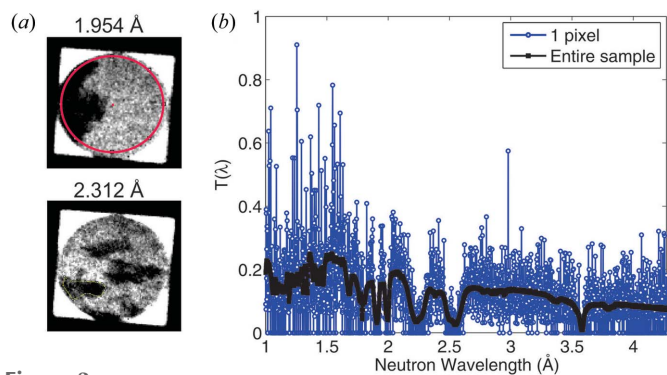 (a)
1.954 Å
2.312 Å
(b)
T(λ)
1
0.8
0.6
0.4
0.2
0
1 pixel
Entire sample
1 1.5 2 2.5 3 3.5 4
Neutron Wavelength (Å)